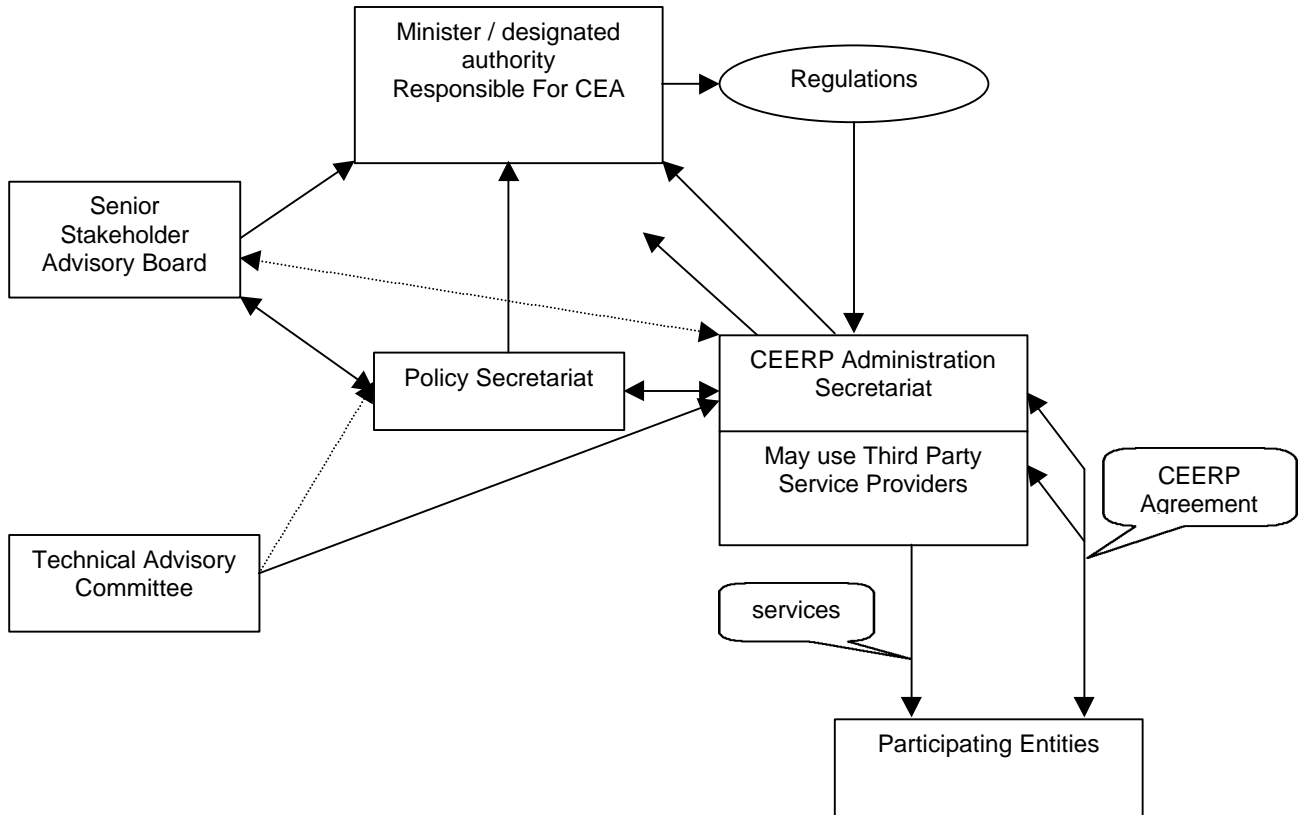 Minister / designated
authority
Responsible For CEA
Regulations
Senior
Stakeholder
Advisory Board
Policy Secretariat
CEERP Administration
Secretariat
May use Third Party
Service Providers
CEERP
Agreement
Technical Advisory
Committee
services
Participating Entities